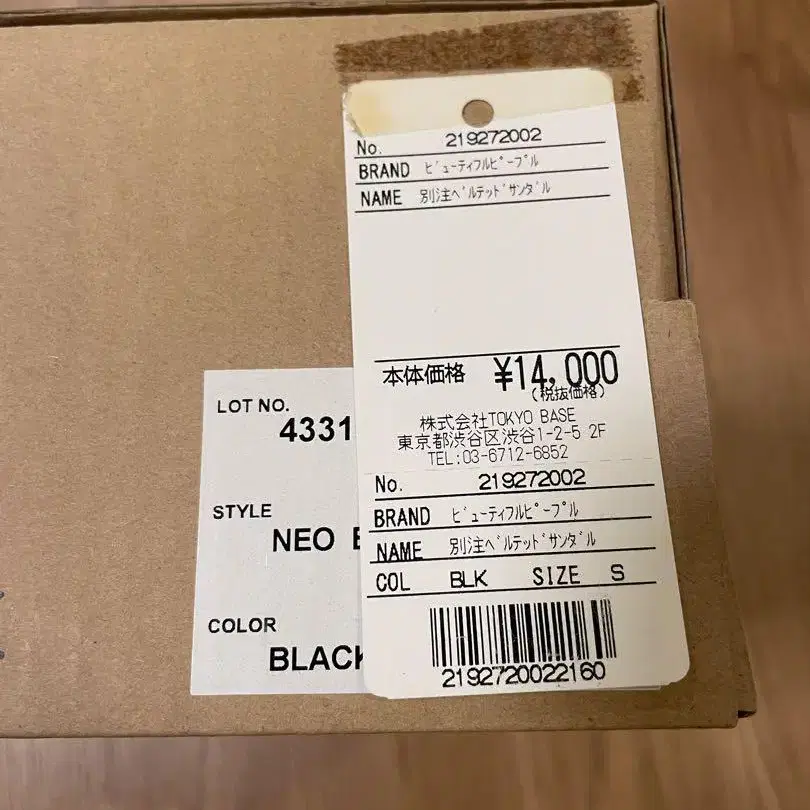 No. 219272002
BRAND ビューティフルピープル
NAME 別注ベルテッドサンダル
本体価格 ¥14,000
(税抜価格)
株式会社TOKYO BASE
東京都渋谷区渋谷1-2-5 2F
TEL:03-6712-6852
No. 219272002
BRAND ビューティフルピープル
NAME 別注ベルテッドサンダル
COL BLK SIZE S
2192720022160
LOT NO.
4331
STYLE
NEO
COLOR
BLACK